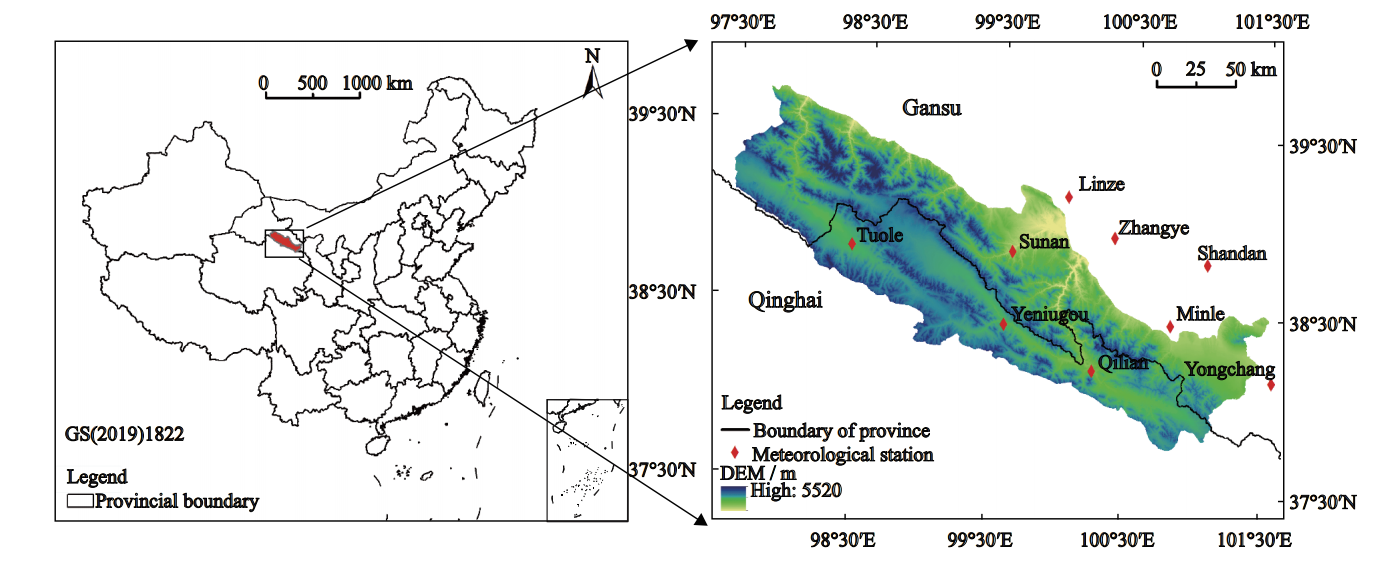 97°30′E 98°30′E 99°30′E 100°30′E 101°30′E
N
0 500 1000 km
0 25 50 km
39°30′N
Gansu
39°30′N
Linze
Zhangye
Tuole
Sunan
Shandan
38°30′N
Qinghai
Yeniugou
Minle
38°30′N
Qilian
Yongchang
GS(2019)1822
Legend
Provincial boundary
37°30′N
Legend
Boundary of province
Meteorological station
DEM / m
High: 5520
37°30′N
98°30′E 99°30′E 100°30′E 101°30′E